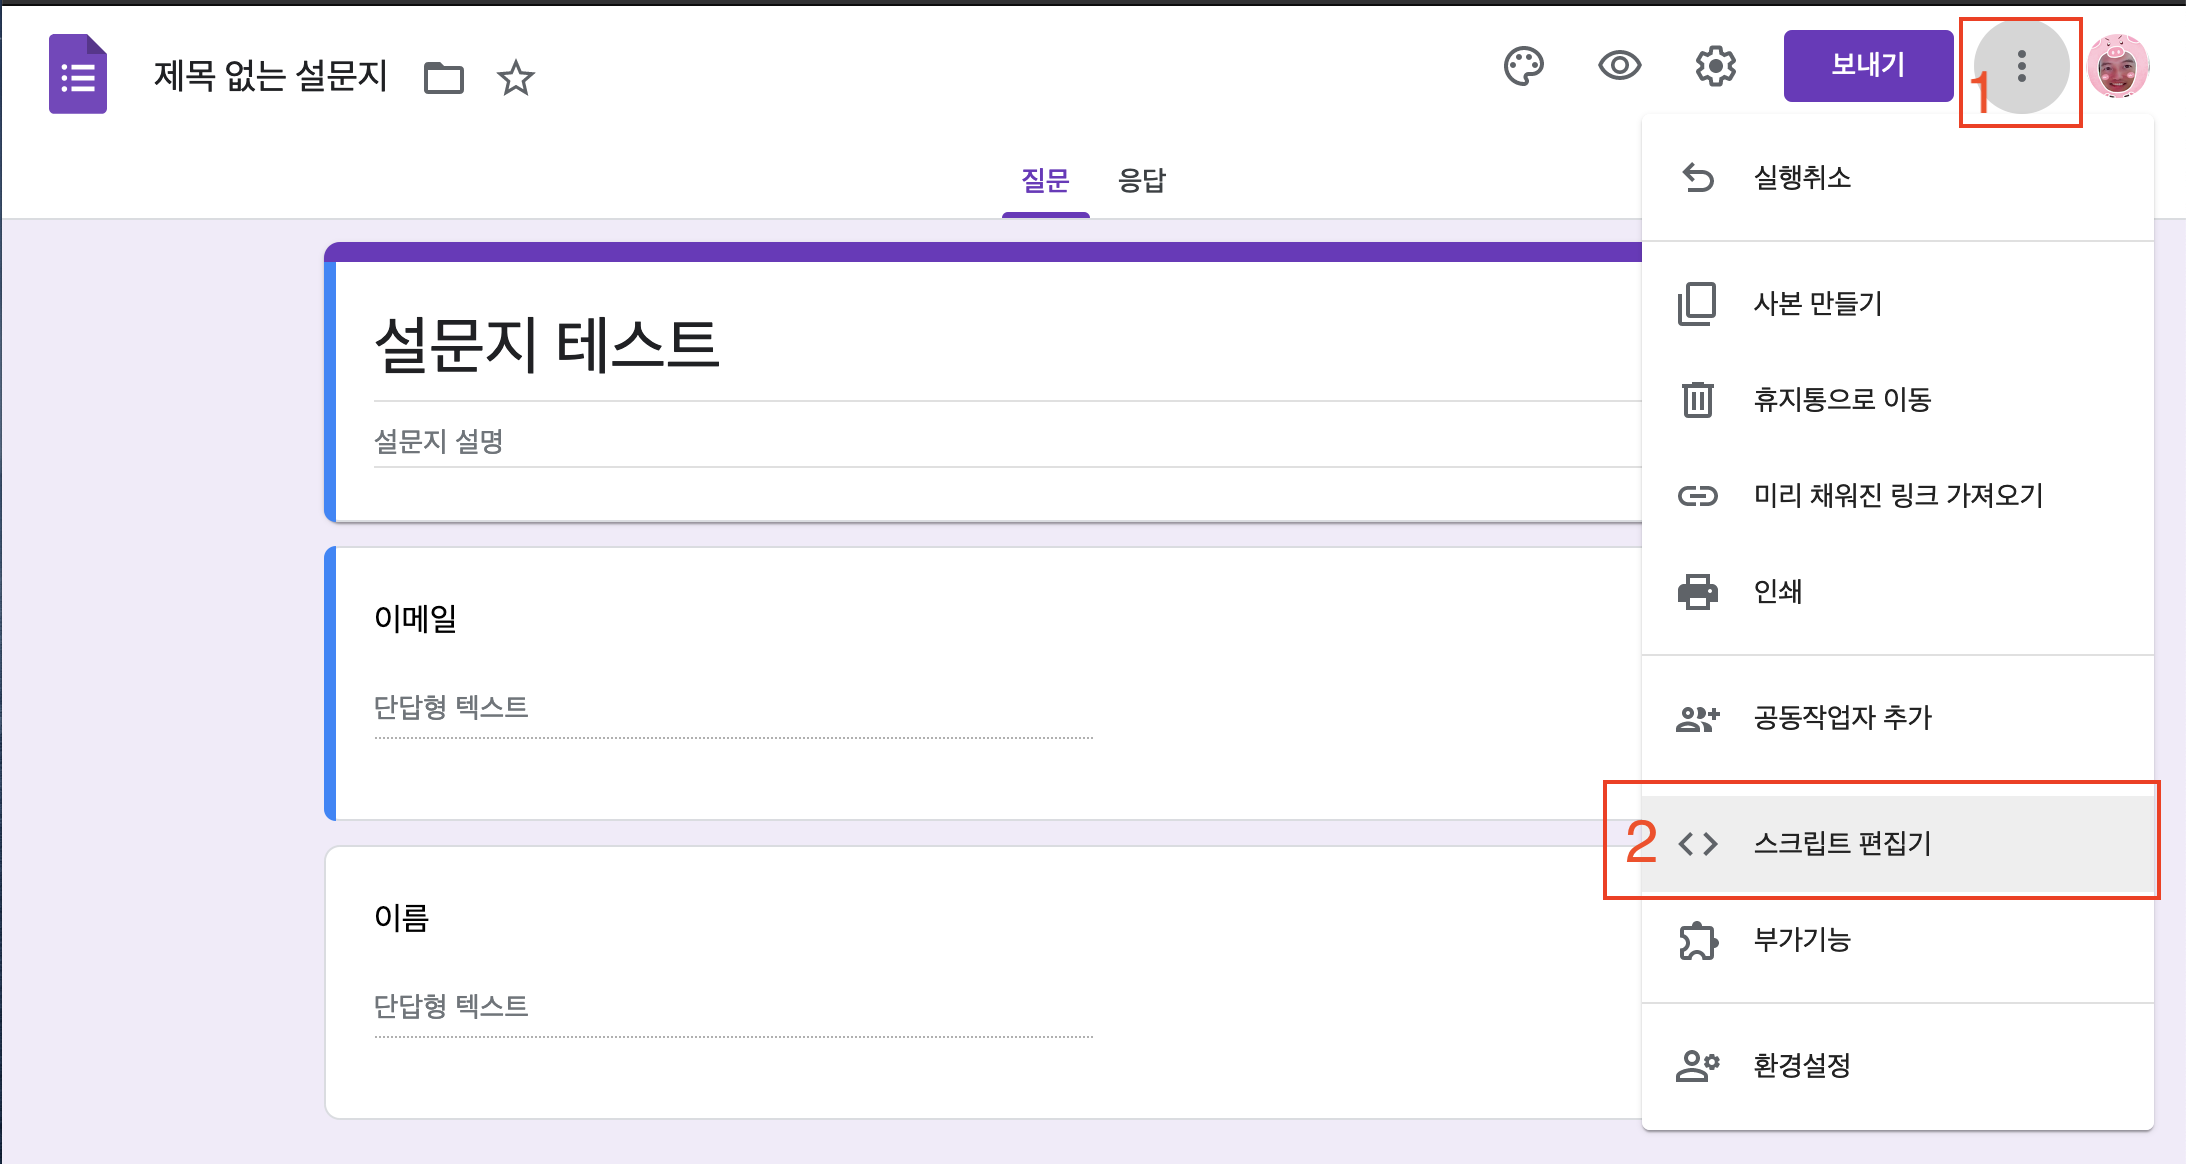 제목 없는 설문지
보내기
1
질문
응답
실행취소
사본 만들기
휴지통으로 이동
미리 채워진 링크 가져오기
인쇄
공동작업자 추가
2
스크립트 편집기
부가기능
환경설정
설문지 테스트
설문지 설명
이메일
단답형 텍스트
이름
단답형 텍스트